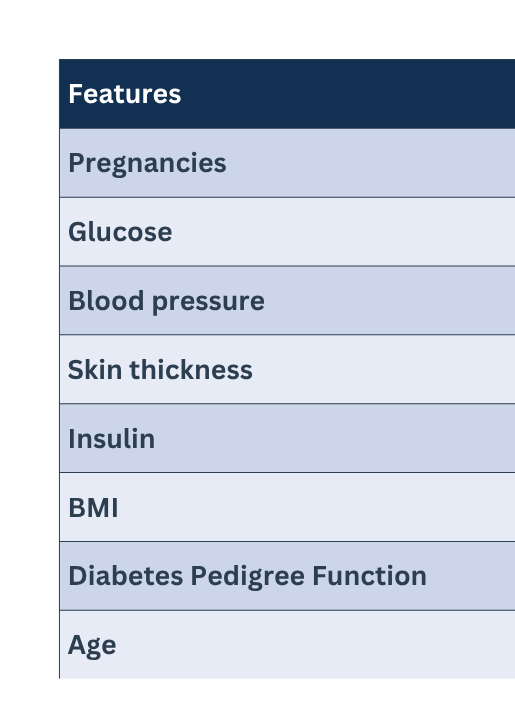 Features
Pregnancies
Glucose
Blood pressure
Skin thickness
Insulin
BMI
Diabetes Pedigree Function
Age